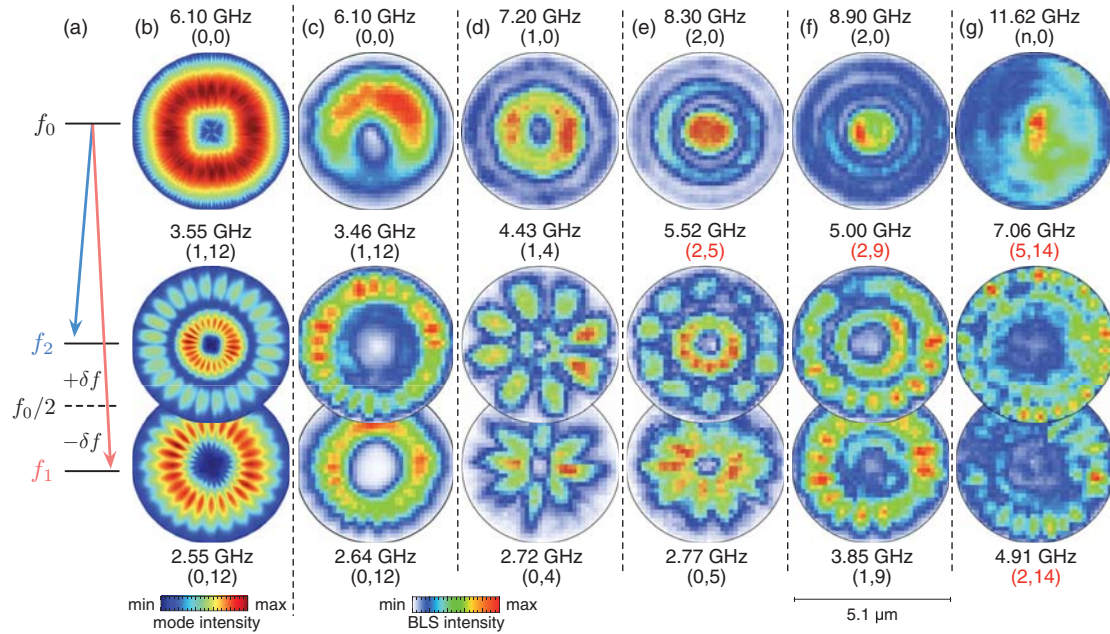 (a) (b) 6.10 GHz (c) 6.10 GHz (d) 7.20 GHz (e) 8.30 GHz (f) 8.90 GHz (g) 11.62 GHz
(0,0) (0,0) (1,0) (2,0) (2,0) (n,0)
f0
3.55 GHz 3.46 GHz 4.43 GHz 5.52 GHz 5.00 GHz 7.06 GHz
(1,12) (1,12) (1,4) (2,5) (2,9) (5,14)
f2
+δf
f0/2
−δf
f1
2.55 GHz 2.64 GHz 2.72 GHz 2.77 GHz 3.85 GHz 4.91 GHz
(0,12) (0,12) (0,4) (0,5) (1,9) (2,14)
min max min max
mode intensity BLS intensity 5.1 µm